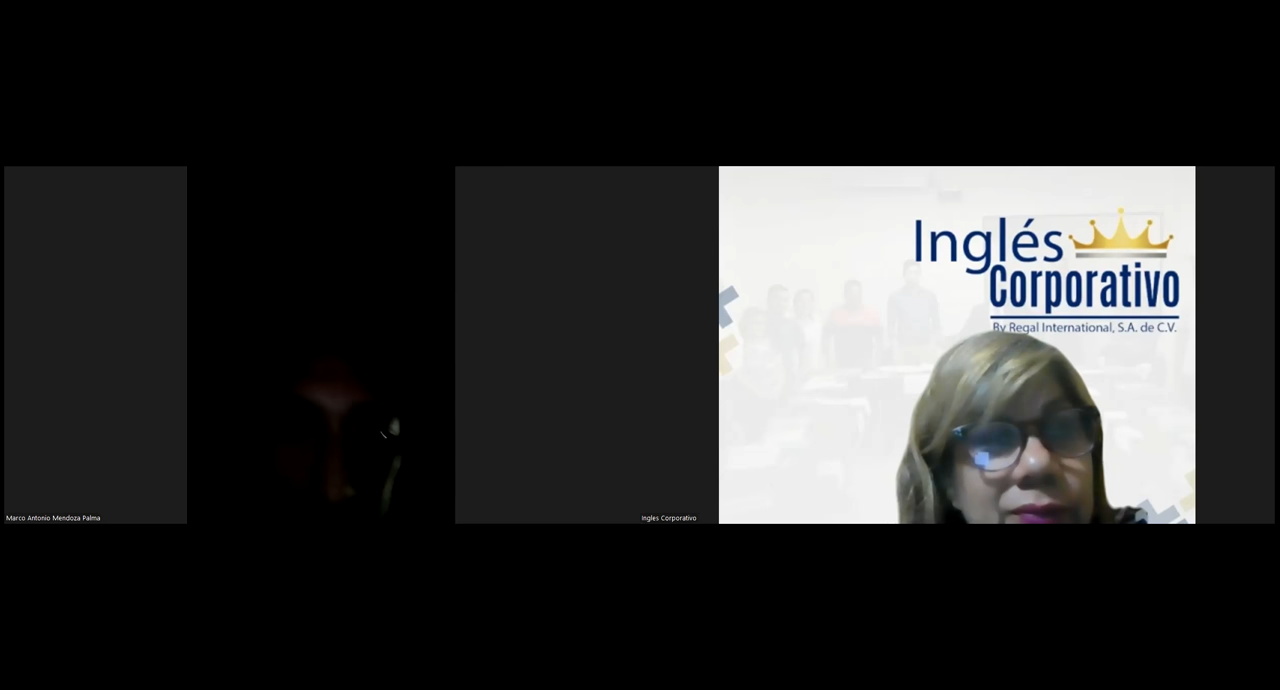 Inglés
Corporativo
By Regal International, S.A. de C.V.
Marco Antonio Mendoza Palma
Ingles Corporativo